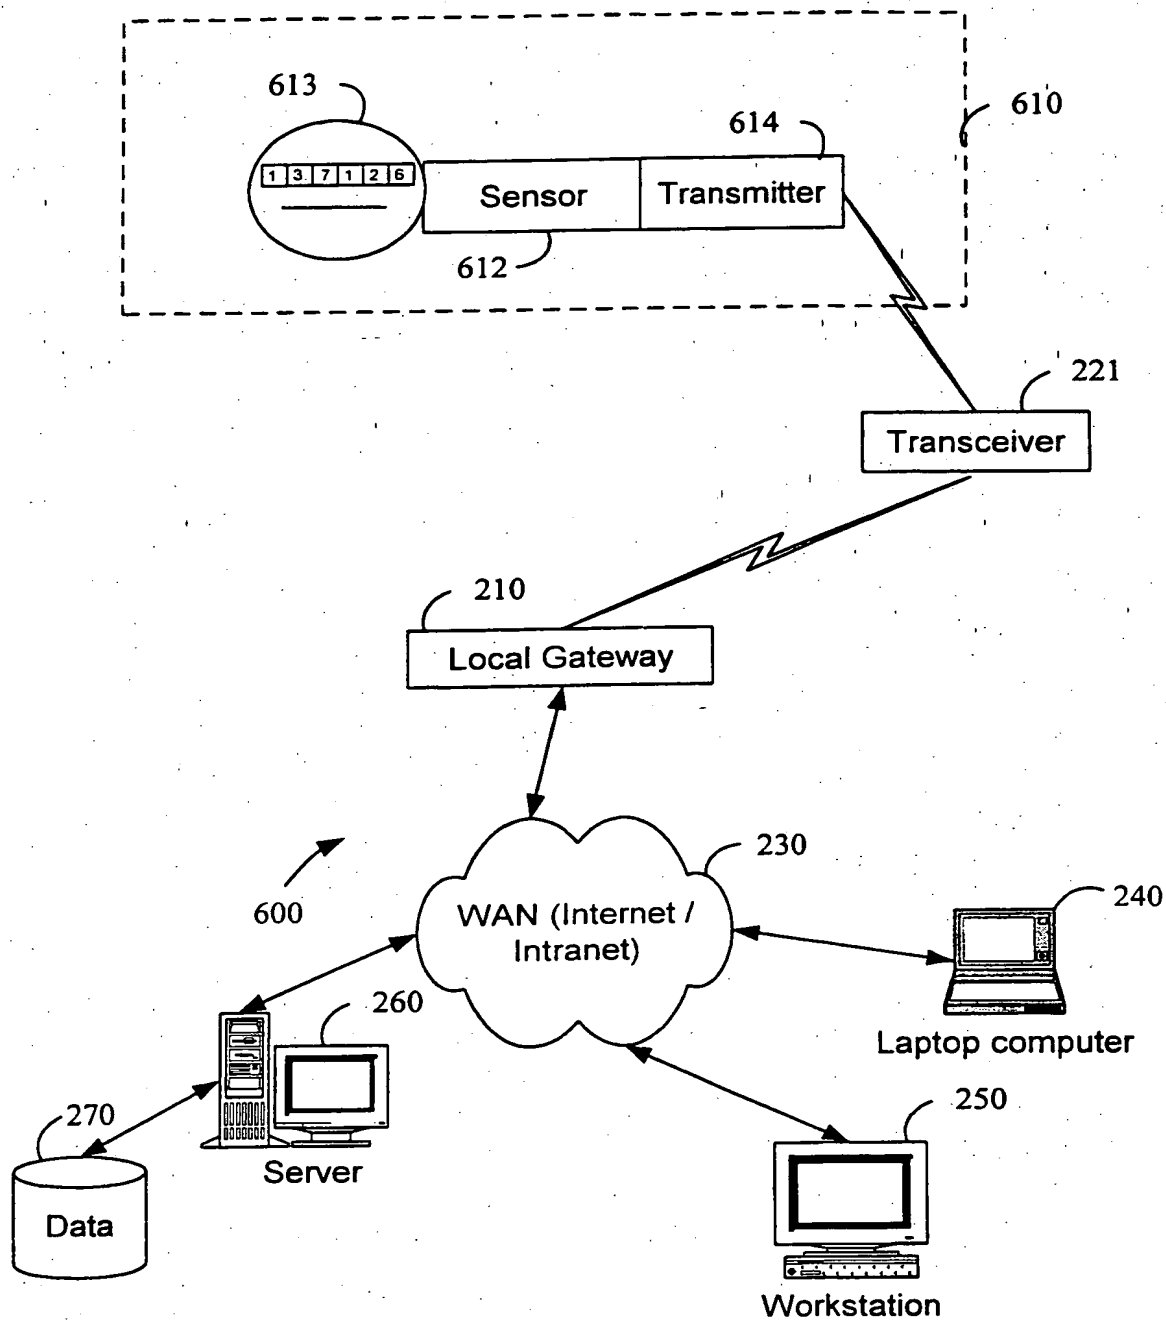 613
610
614
1 3 7 1 2 6
Sensor
Transmitter
612
221
Transceiver
210
Local Gateway
230
600
WAN (Internet /
Intranet)
240
260
Laptop computer
250
270
Server
Data
Workstation